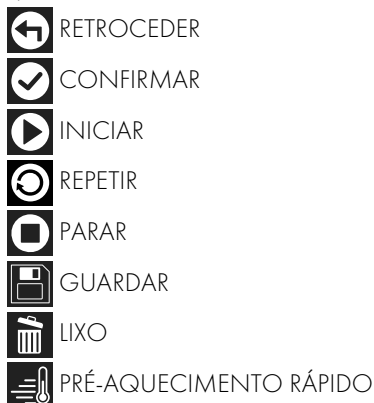 RETROCEDER
CONFIRMAR
INICIAR
REPETIR
PARAR
GUARDAR
LIXO
PRÉ-AQUECIMENTO RÁPIDO